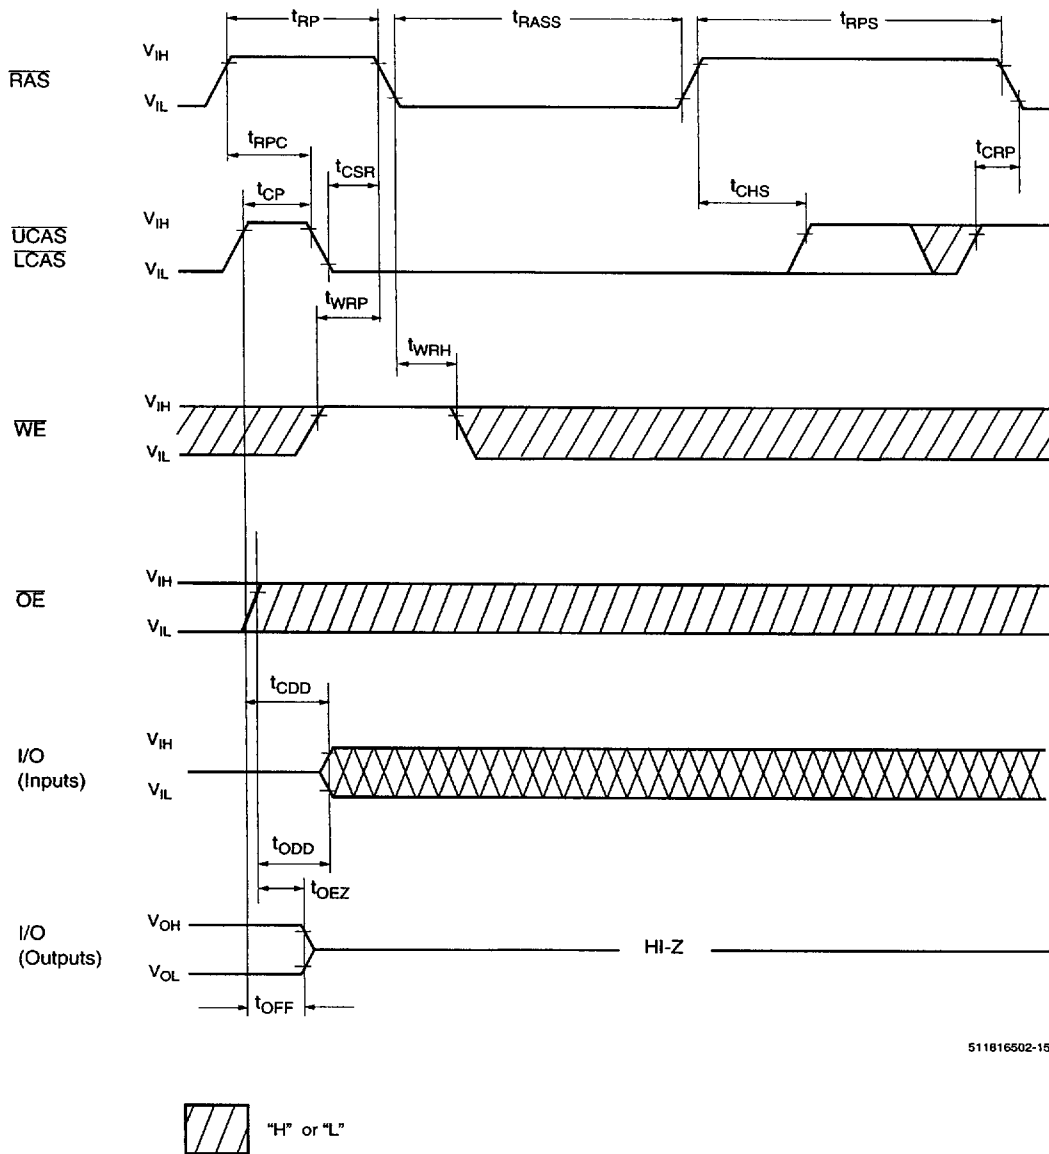 tRP
tRASS
tRPS
RAS
VIH
VIL
tRPC
tCSR
tCRP
tCP
tCHS
UCAS
LCAS
VIH
VIL
tWRP
tWRH
WE
VIH
VIL
OE
VIH
VIL
tCDD
I/O
(Inputs)
VIH
VIL
tODD
tOEZ
I/O
(Outputs)
VOH
VOL
HI-Z
tOFF
511816502-15
"H" or "L"